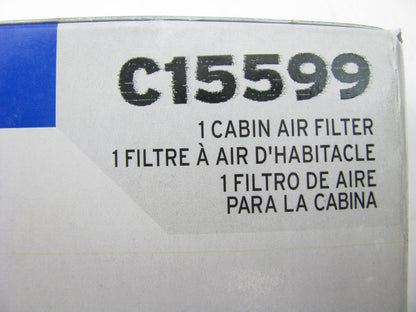 C15599
1 CABIN AIR FILTER
1 FILTRE À AIR D'HABITACLE
1 FILTRO DE AIRE
PARA LA CABINA